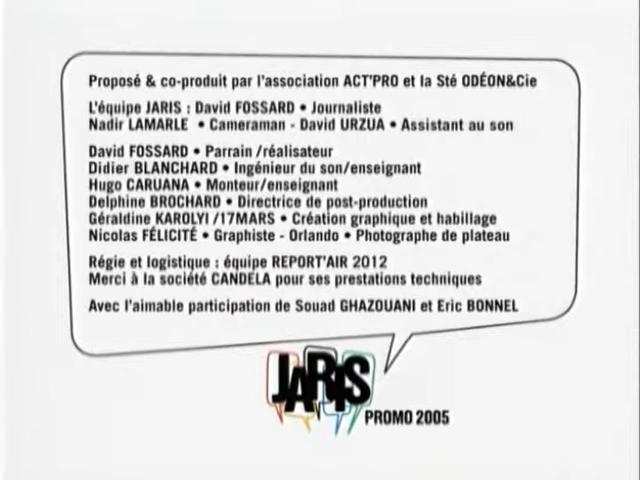 Proposé & co-produit par l'association ACT'PRO et la Sté ODÉON&Cie
L'équipe JARIS : David FOSSARD • Journaliste
Nadir LAMARLE • Cameraman - David URZUA • Assistant au son
David FOSSARD • Parrain /réalisateur
Didier BLANCHARD • Ingénieur du son/enseignant
Hugo CARUANA • Monteur/enseignant
Delphine BROCHARD • Directrice de post-production
Géraldine KAROLYI /17MARS • Création graphique et habillage
Nicolas FÉLICITÉ • Graphiste - Orlando • Photographe de plateau
Régie et logistique : équipe REPORT'AIR 2012
Merci à la société CANDELA pour ses prestations techniques
Avec l'aimable participation de Souad GHAZOUANI et Eric BONNEL
JARIS
PROMO 2005